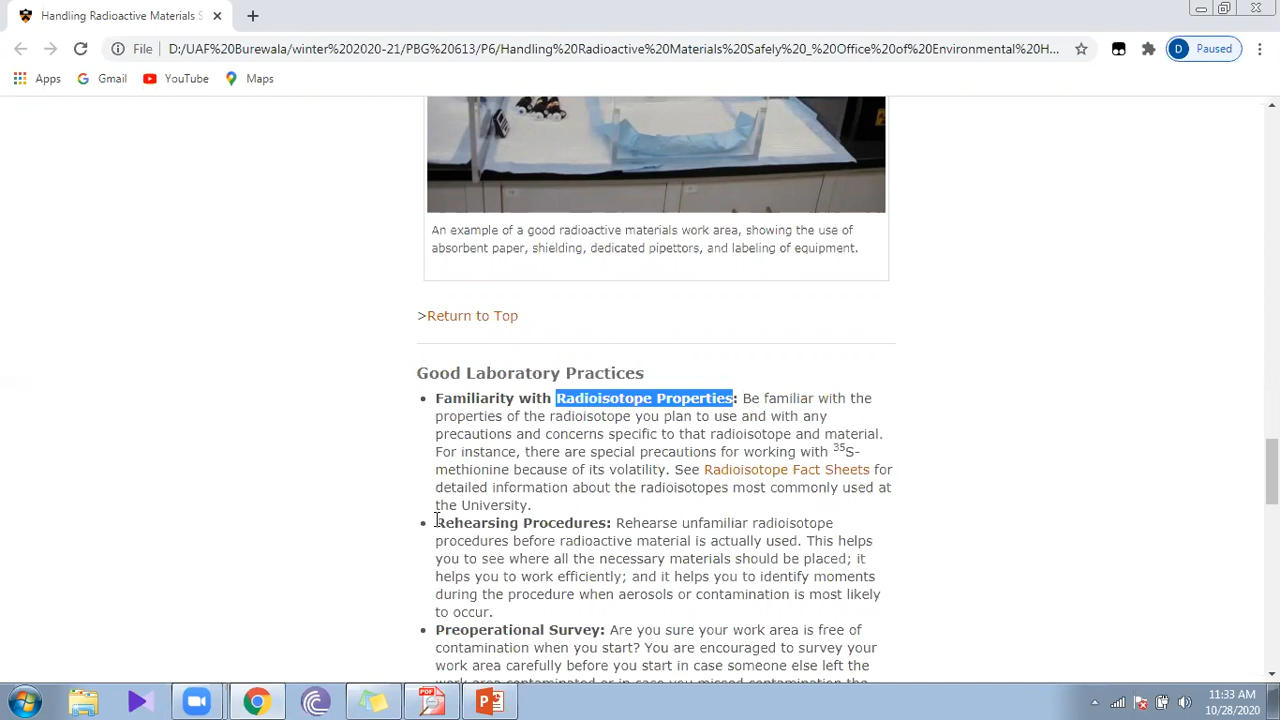 Handling Radioactive Materials S
File
D:/UAF%20Burewala/winter%202020-21/PBG%20613/P6/Handling%20Radioactive%20Materials%20Safely%20_%20Office%20of%20Environmental%20H...
D
Paused
Apps
Gmail
YouTube
Maps
An example of a good radioactive materials work area, showing the use of
absorbent paper, shielding, dedicated pipettors, and labeling of equipment.
>Return to Top
Good Laboratory Practices
Familiarity with Radioisotope Properties: Be familiar with the
properties of the radioisotope you plan to use and with any
precautions and concerns specific to that radioisotope and material.
For instance, there are special precautions for working with ³⁵S-
methionine because of its volatility. See Radioisotope Fact Sheets for
detailed information about the radioisotopes most commonly used at
the University.
Rehearsing Procedures: Rehearse unfamiliar radioisotope
procedures before radioactive material is actually used. This helps
you to see where all the necessary materials should be placed; it
helps you to work efficiently; and it helps you to identify moments
during the procedure when aerosols or contamination is most likely
to occur.
Preoperational Survey: Are you sure your work area is free of
contamination when you start? You are encouraged to survey your
work area carefully before you start in case someone else left the
work area contaminated or in case you missed contamination the
11:33 AM
10/28/2020